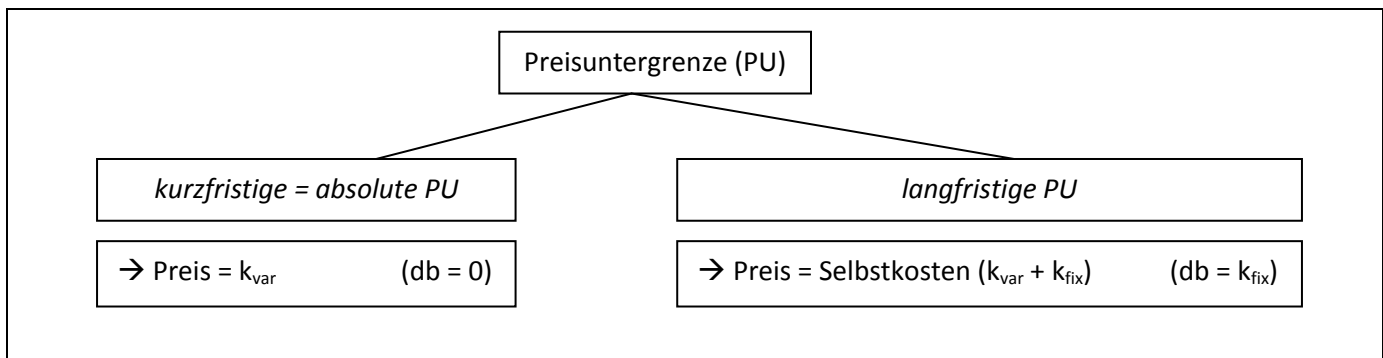 Preisuntergrenze (PU)
kurzfristige = absolute PU
langfristige PU
→ Preis = kvar (db = 0)
→ Preis = Selbstkosten (kvar + kfix) (db = kfix)